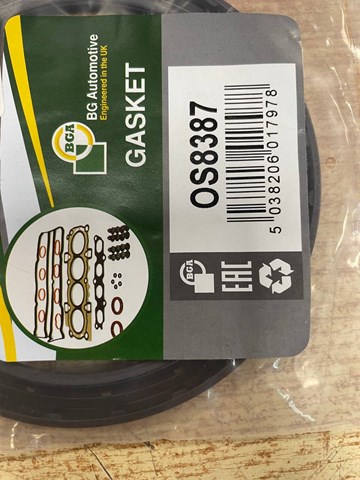 BGA
BG Automotive
Engineered in the UK
GASKET
OS8387
5 038206 017978
BGA
EAC